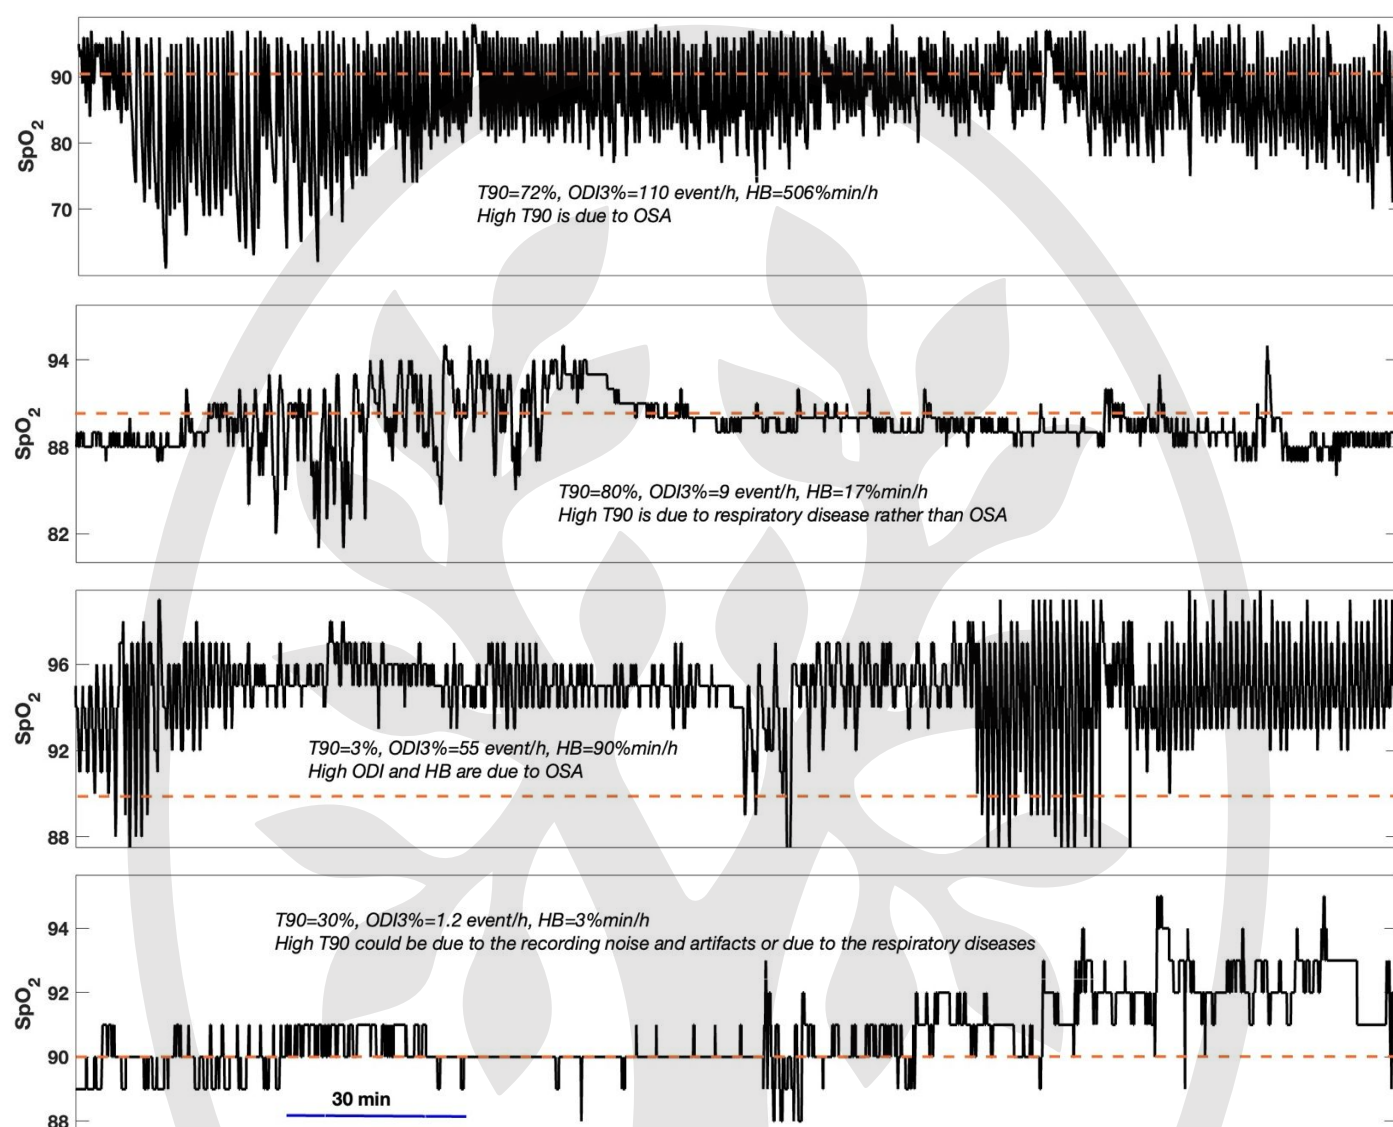 SpO2
90
80
70
T90=72%, ODI3%=110 event/h, HB=506%min/h
High T90 is due to OSA
SpO2
94
88
82
T90=80%, ODI3%=9 event/h, HB=17%min/h
High T90 is due to respiratory disease rather than OSA
SpO2
96
92
88
T90=3%, ODI3%=55 event/h, HB=90%min/h
High ODI and HB are due to OSA
SpO2
94
92
90
88
T90=30%, ODI3%=1.2 event/h, HB=3%min/h
High T90 could be due to the recording noise and artifacts or due to the respiratory diseases
30 min